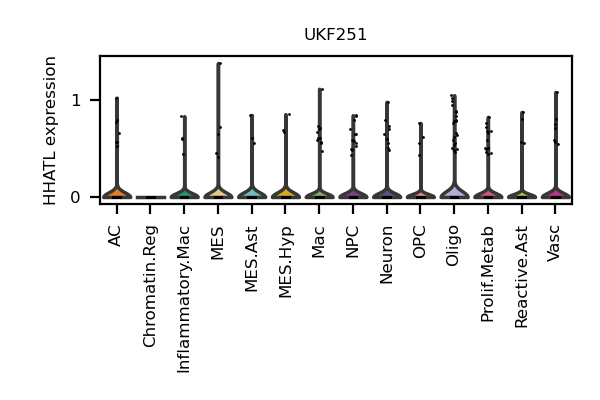 UKF251
HHATL expression
1
0
AC
Chromatin.Reg
Inflammatory.Mac
MES
MES.Ast
MES.Hyp
Mac
NPC
Neuron
OPC
Oligo
Prolif.Metab
Reactive.Ast
Vasc